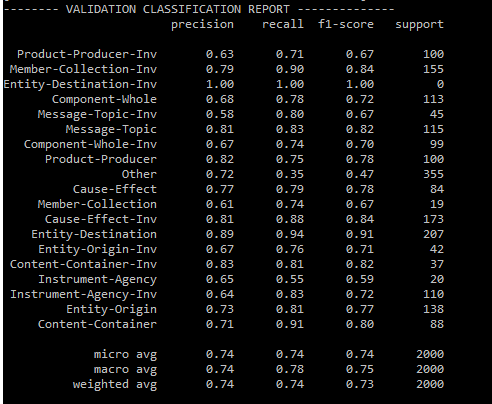 -------- VALIDATION CLASSIFICATION REPORT --------------
precision recall f1-score support
Product-Producer-Inv 0.63 0.71 0.67 100
Member-Collection-Inv 0.79 0.90 0.84 155
Entity-Destination-Inv 1.00 1.00 1.00 0
Component-Whole 0.68 0.78 0.72 113
Message-Topic-Inv 0.58 0.80 0.67 45
Message-Topic 0.81 0.83 0.82 115
Component-Whole-Inv 0.67 0.74 0.70 99
Product-Producer 0.82 0.75 0.78 100
Other 0.72 0.35 0.47 355
Cause-Effect 0.77 0.79 0.78 84
Member-Collection 0.61 0.74 0.67 19
Cause-Effect-Inv 0.81 0.88 0.84 173
Entity-Destination 0.89 0.94 0.91 207
Entity-Origin-Inv 0.67 0.76 0.71 42
Content-Container-Inv 0.83 0.81 0.82 37
Instrument-Agency 0.65 0.55 0.59 20
Instrument-Agency-Inv 0.64 0.83 0.72 110
Entity-Origin 0.73 0.81 0.77 138
Content-Container 0.71 0.91 0.80 88
micro avg 0.74 0.74 0.74 2000
macro avg 0.74 0.78 0.75 2000
weighted avg 0.74 0.74 0.73 2000